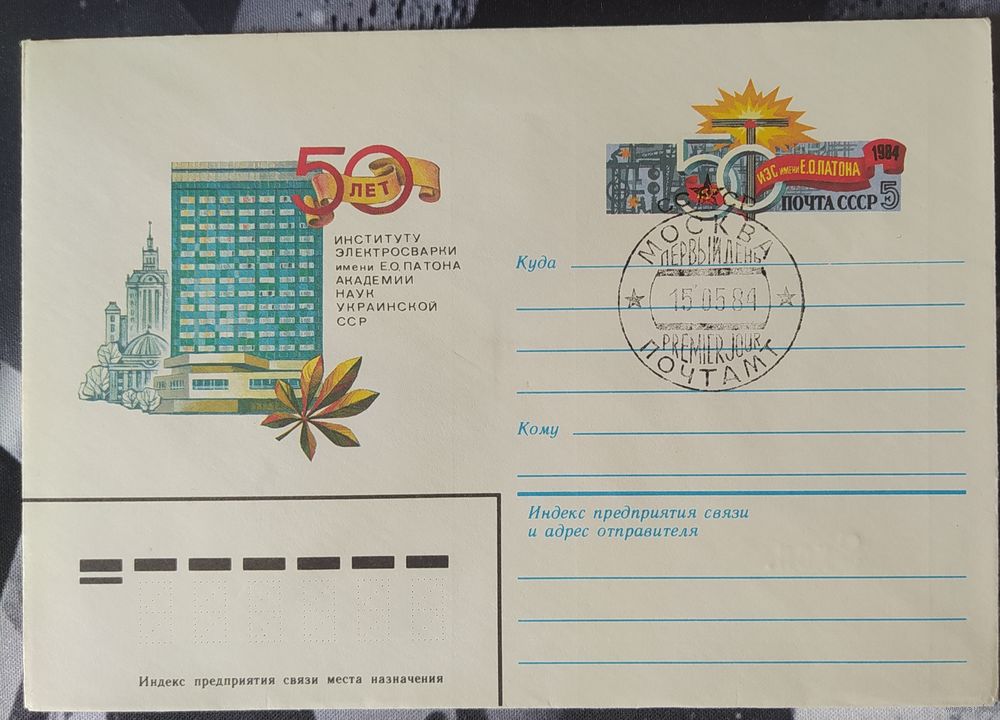 50
ЛЕТ
ИНСТИТУТУ
ЭЛЕКТРОСВАРКИ
имени Е.О. ПАТОНА
АКАДЕМИИ
НАУК
УКРАИНСКОЙ
ССР
50
1984
ИЭС ИМЕНИ Е.О.ПАТОНА
ПОЧТА СССР 5
СССР
МОСКВА
ПЕРВЫЙ ДЕНЬ
15 05 84
PREMIER JOUR
ПОЧТАМТ
Куда
Кому
Индекс предприятия связи
и адрес отправителя
Индекс предприятия связи места назначения